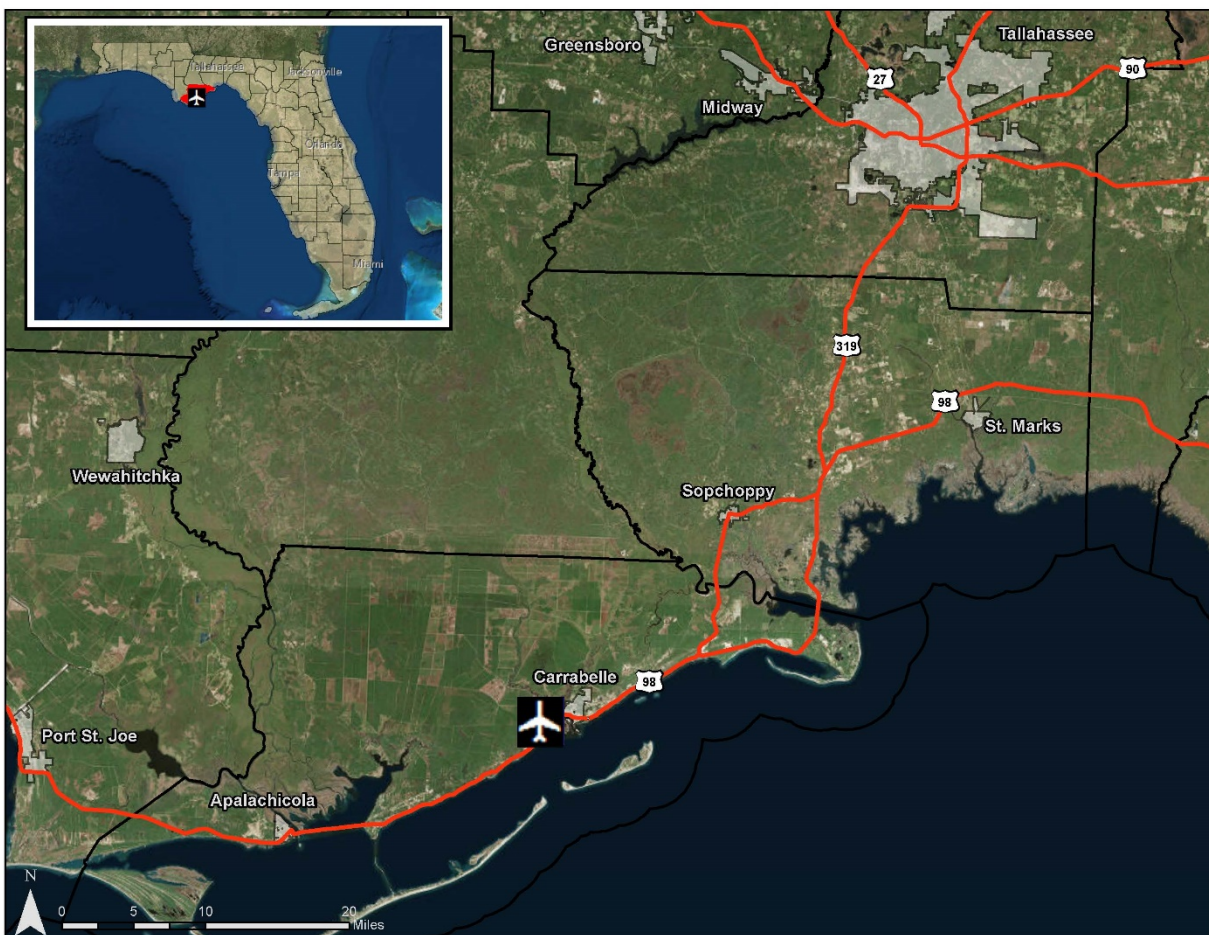 Tallahassee
Jacksonville
Orlando
Tampa
Miami
Greensboro
Tallahassee
27
90
Midway
319
98
St. Marks
Wewahitchka
Sopchoppy
Carrabelle
98
Port St. Joe
Apalachicola
N
0 5 10 20
Miles